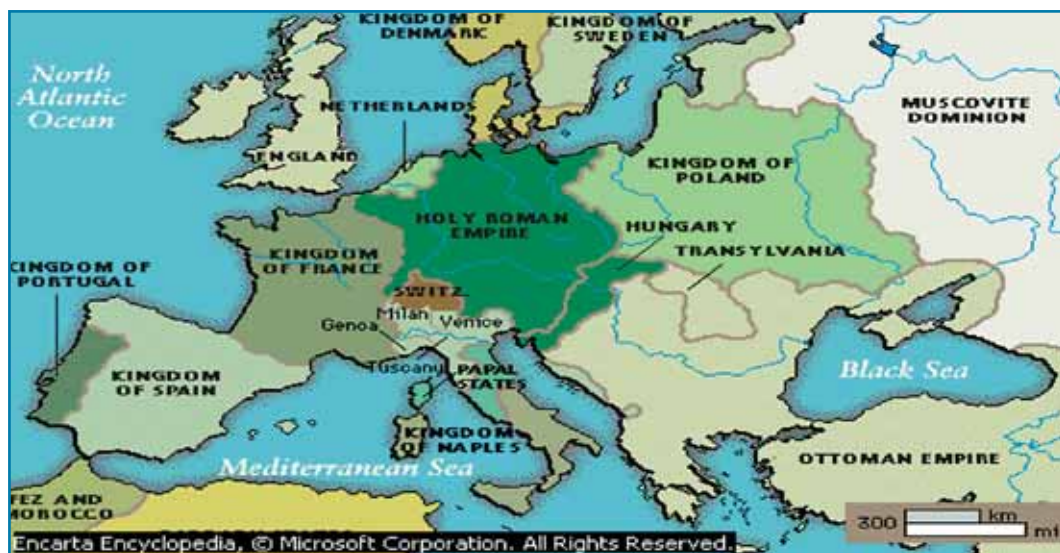 KINGDOM OF
DENMARK
KINGDOM OF
SWEDEN
North
Atlantic
Ocean
NETHERLANDS
MUSCOVITE
DOMINION
ENGLAND
KINGDOM OF
POLAND
HOLY ROMAN
EMPIRE
HUNGARY
TRANSYLVANIA
KINGDOM
OF FRANCE
KINGDOM OF
PORTUGAL
SWITZ.
Milan
Genoa
Venice
Tuscany
PAPAL
STATES
KINGDOM
OF SPAIN
Black Sea
KINGDOM
OF NAPLES
Mediterranean Sea
OTTOMAN EMPIRE
FEZ AND
MOROCCO
300
km
mi
Encarta Encyclopedia, © Microsoft Corporation. All Rights Reserved.